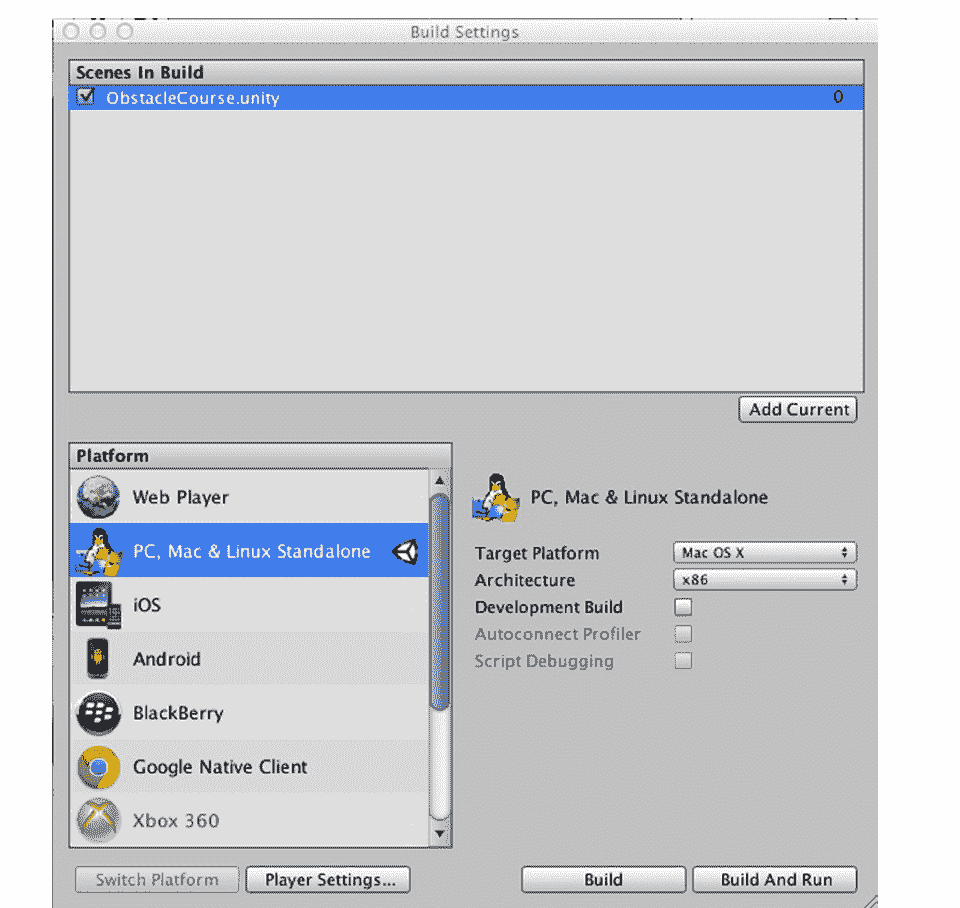 Build Settings
Scenes In Build
ObstacleCourse.unity 0
Add Current
Platform
Web Player
PC, Mac & Linux Standalone
iOS
Android
BlackBerry
Google Native Client
Xbox 360
PC, Mac & Linux Standalone
Target Platform Mac OS X
Architecture x86
Development Build
Autoconnect Profiler
Script Debugging
Switch Platform Player Settings... Build Build And Run